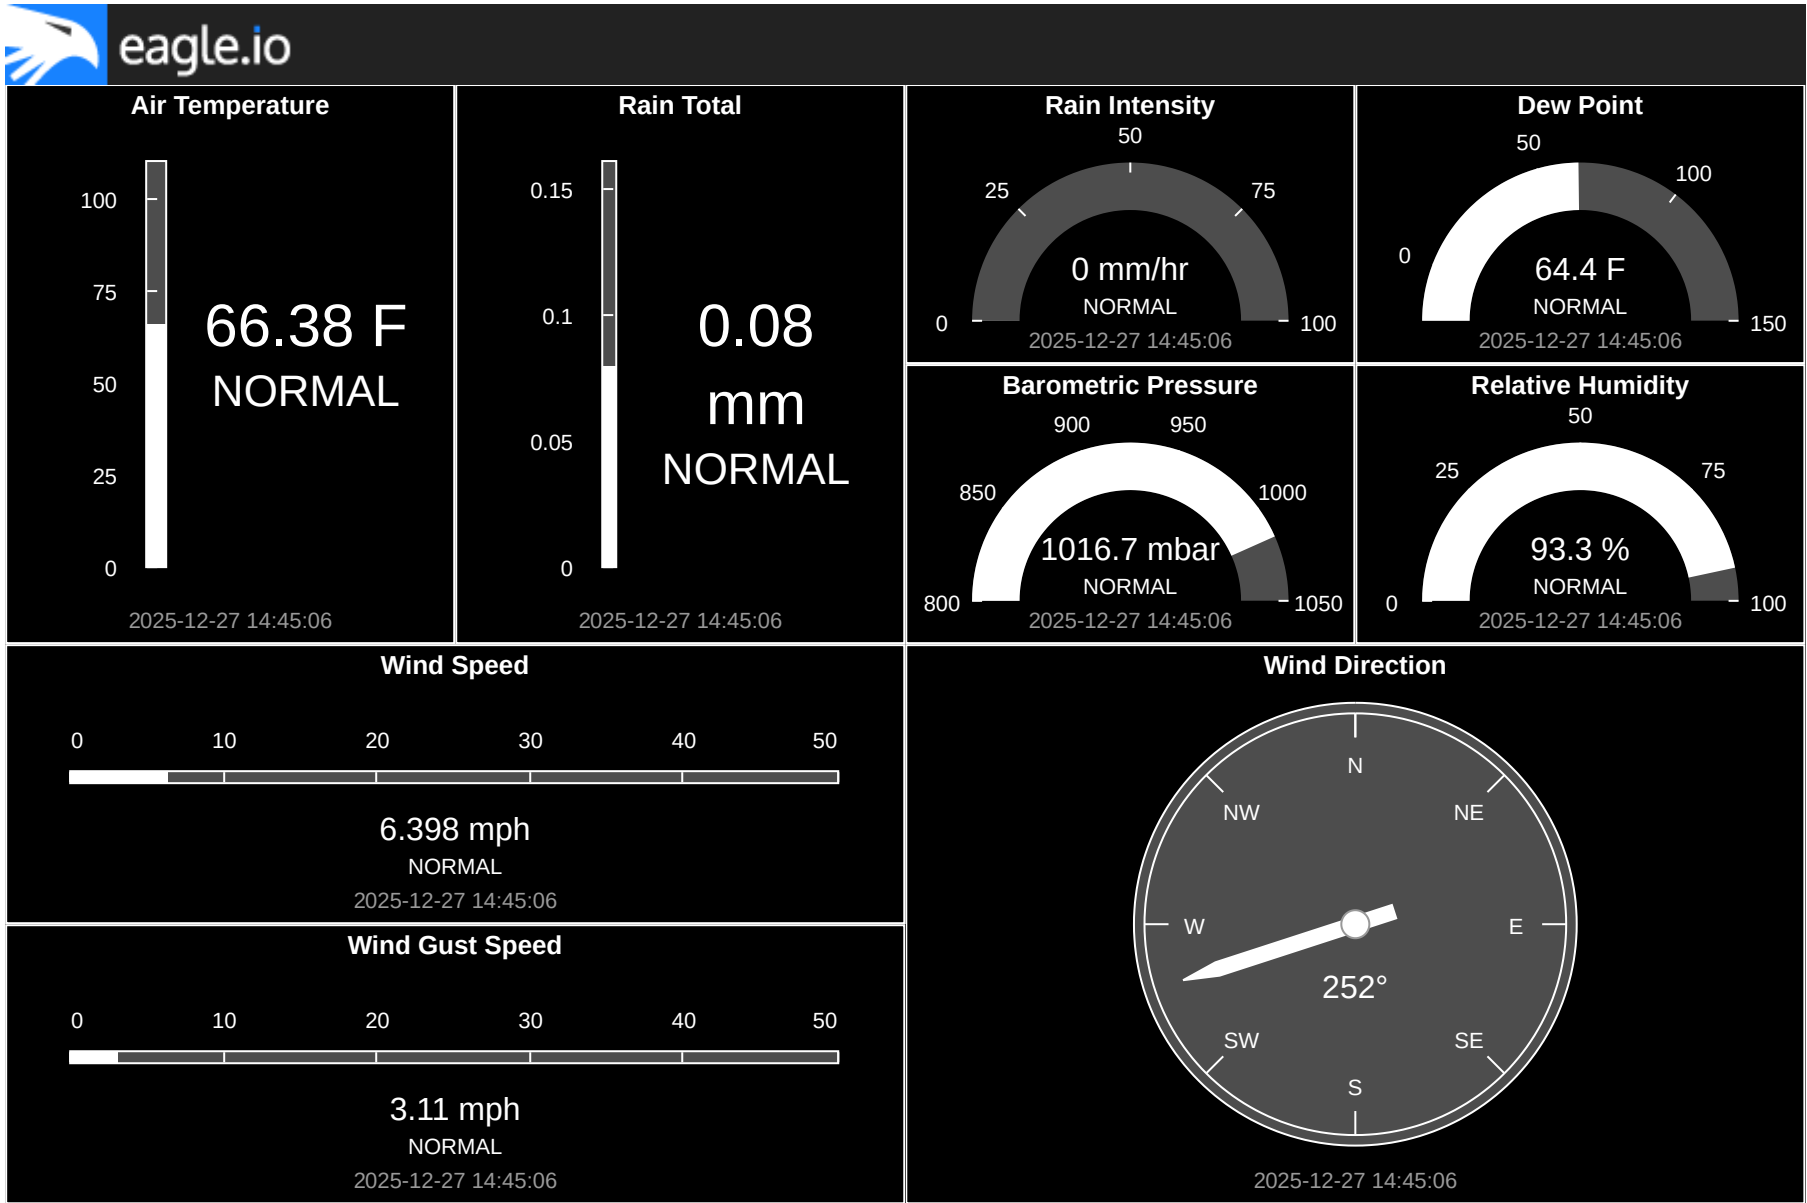 eagle.io
Air Temperature
100
75
50
25
0
66.38 F
NORMAL
2025-12-27 14:45:06
Rain Total
0.15
0.1
0.05
0
0.08
mm
NORMAL
2025-12-27 14:45:06
Rain Intensity
0
25
50
75
100
0 mm/hr
NORMAL
2025-12-27 14:45:06
Dew Point
0
50
100
150
64.4 F
NORMAL
2025-12-27 14:45:06
Barometric Pressure
800
850
900
950
1000
1050
1016.7 mbar
NORMAL
2025-12-27 14:45:06
Relative Humidity
0
25
50
75
100
93.3 %
NORMAL
2025-12-27 14:45:06
Wind Speed
0 10 20 30 40 50
6.398 mph
NORMAL
2025-12-27 14:45:06
Wind Gust Speed
0 10 20 30 40 50
3.11 mph
NORMAL
2025-12-27 14:45:06
Wind Direction
N
NW NE
W E
252°
SW SE
S
2025-12-27 14:45:06